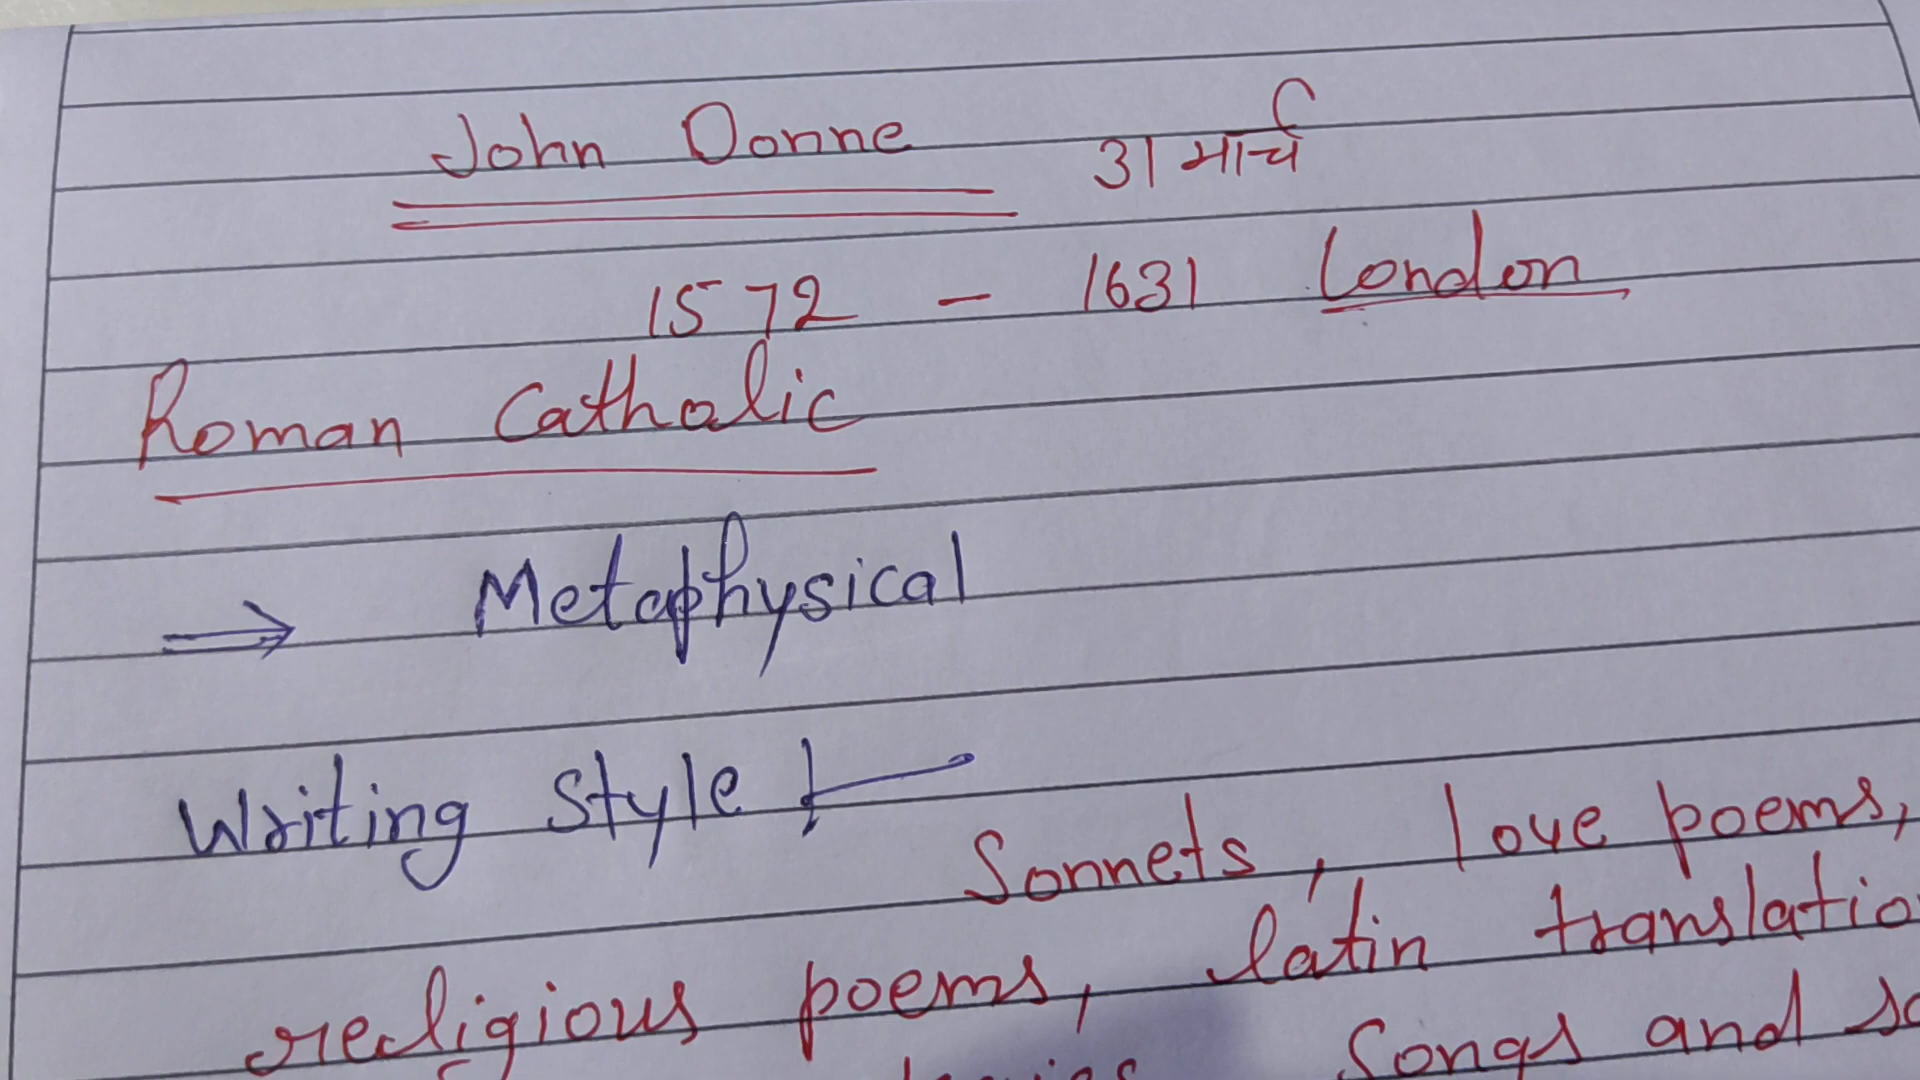 John Donne 31 मार्च
1572 - 1631 London
Roman Catholic
⇒ Metaphysical
Writing Style :-
Sonnets, love poems,
religious poems, latin translatio
Songs and so